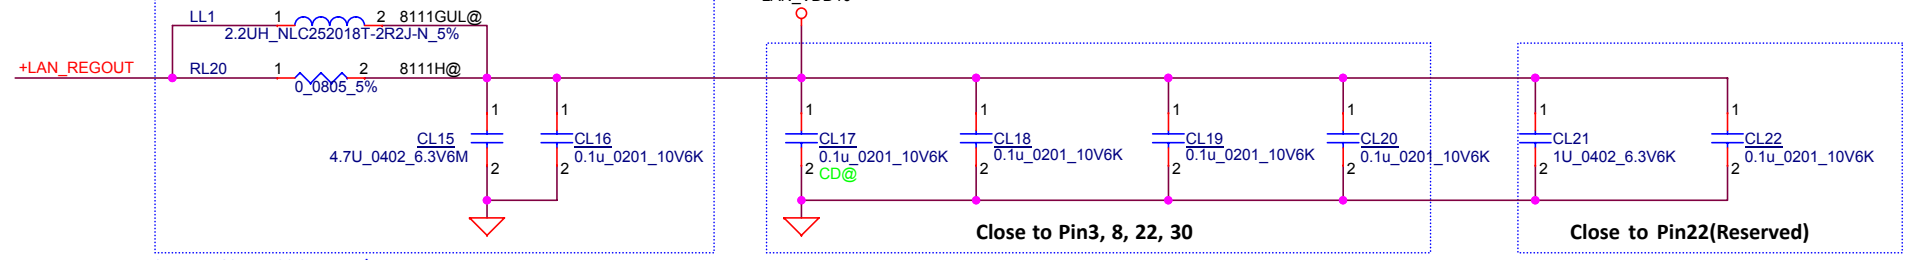 LL1 1 2 8111GUL@
2.2UH_NLC252018T-2R2J-N_5%
+LAN_REGOUT
RL20 1 2 8111H@
0_0805_5%
1 1 1 1 1 1 1 1
CL15 CL16 CL17 CL18 CL19 CL20 CL21 CL22
4.7U_0402_6.3V6M 0.1u_0201_10V6K 0.1u_0201_10V6K 0.1u_0201_10V6K 0.1u_0201_10V6K 0.1u_0201_10V6K 1U_0402_6.3V6K 0.1u_0201_10V6K
2 2 2 2 2 2 2 2
CD@
Close to Pin3, 8, 22, 30
Close to Pin22(Reserved)